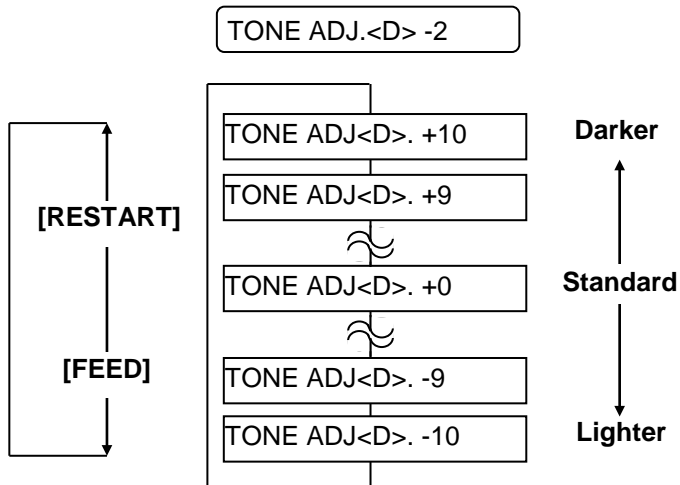 TONE ADJ.<D> -2
TONE ADJ<D>. +10
Darker
TONE ADJ<D>. +9
[RESTART]
TONE ADJ<D>. +0
Standard
[FEED]
TONE ADJ<D>. -9
TONE ADJ<D>. -10
Lighter